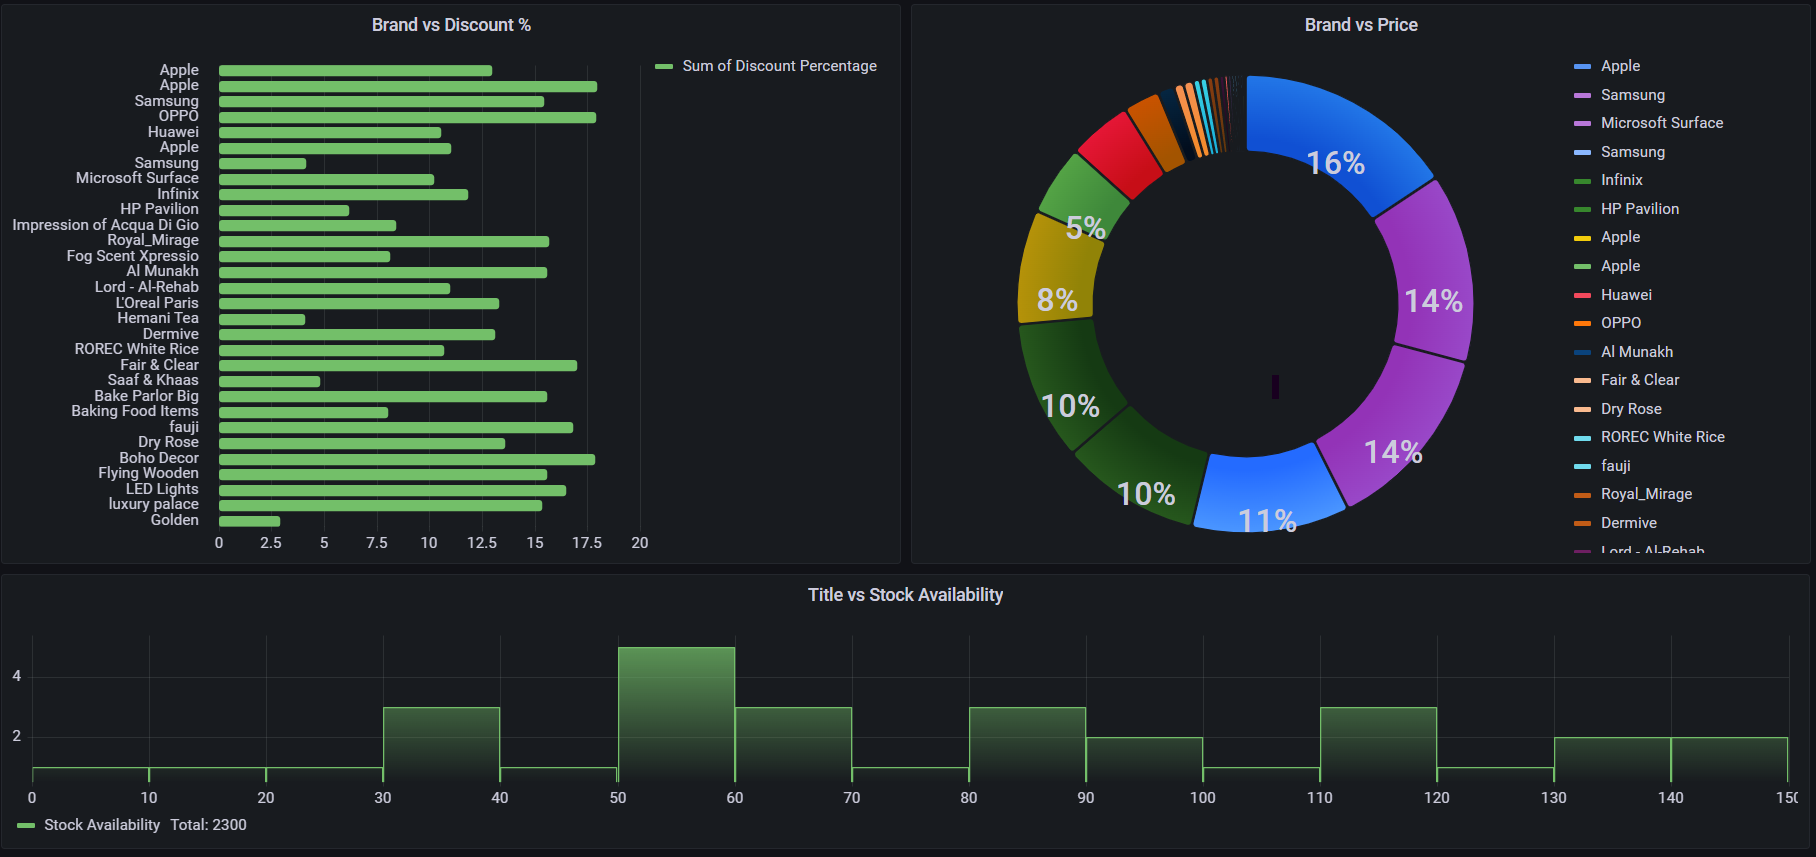 Brand vs Discount %
Apple
Apple
Samsung
OPPO
Huawei
Apple
Samsung
Microsoft Surface
Infinix
HP Pavilion
Impression of Acqua Di Gio
Royal_Mirage
Fog Scent Xpressio
Al Munakh
Lord - Al-Rehab
L'Oreal Paris
Hemani Tea
Dermive
ROREC White Rice
Fair & Clear
Saaf & Khaas
Bake Parlor Big
Baking Food Items
fauji
Dry Rose
Boho Decor
Flying Wooden
LED Lights
luxury palace
Golden
0 2.5 5 7.5 10 12.5 15 17.5 20
Sum of Discount Percentage
Brand vs Price
16%
14%
14%
11%
10%
10%
8%
5%
Apple
Samsung
Microsoft Surface
Samsung
Infinix
HP Pavilion
Apple
Apple
Huawei
OPPO
Al Munakh
Fair & Clear
Dry Rose
ROREC White Rice
fauji
Royal_Mirage
Dermive
Lord - Al-Rehab
Title vs Stock Availability
4
2
0 10 20 30 40 50 60 70 80 90 100 110 120 130 140 150
Stock Availability Total: 2300